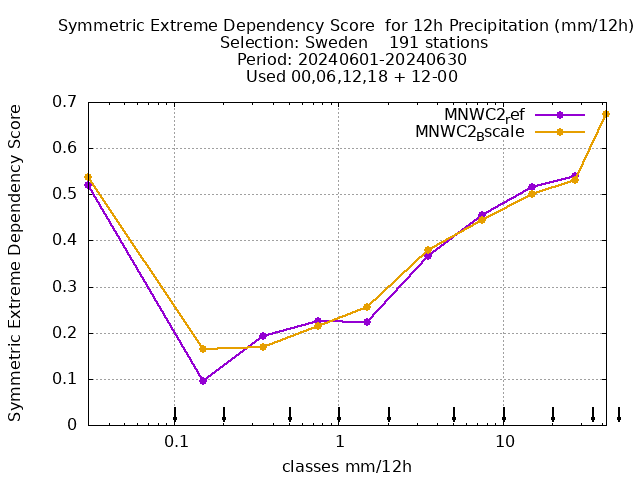 Symmetric Extreme Dependency Score  for 12h Precipitation (mm/12h)
Selection: Sweden    191 stations
Period: 20240601-20240630
Used 00,06,12,18 + 12-00
Symmetric Extreme Dependency Score
0.7
0.6
0.5
0.4
0.3
0.2
0.1
0
MNWC2ref
MNWC2Bscale
0.1
1
10
classes mm/12h